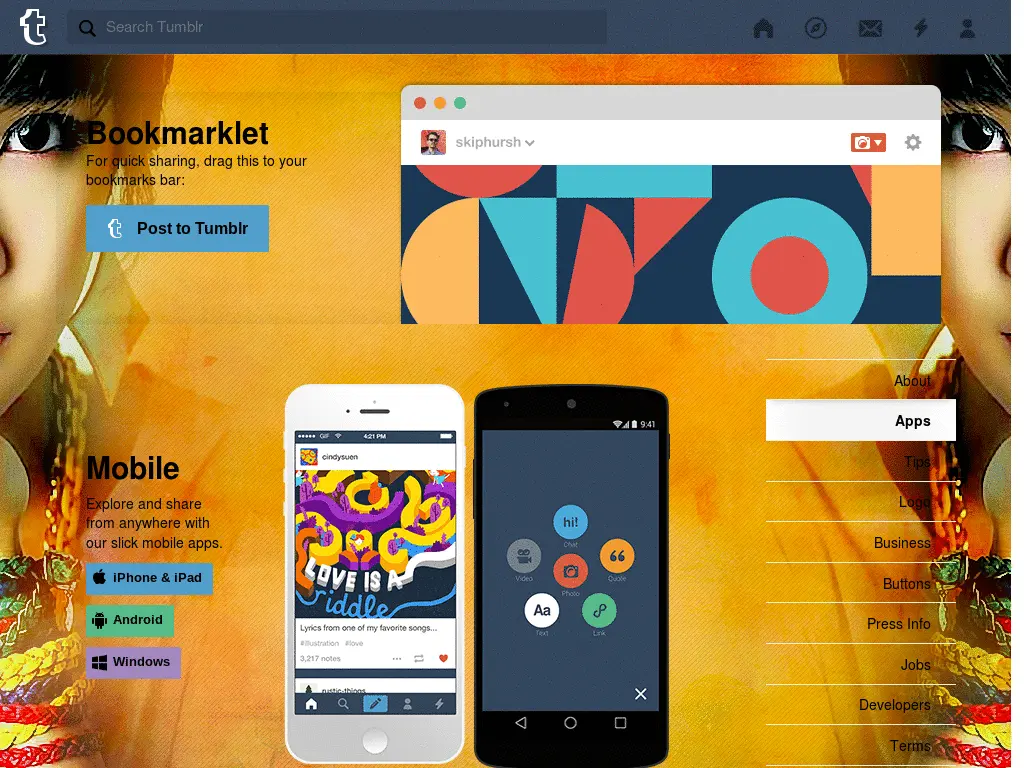 Search Tumblr
Bookmarklet
For quick sharing, drag this to your
bookmarks bar:
Post to Tumblr
skiphursh
About
Apps
Tips
Logo
Business
Buttons
Press Info
Jobs
Developers
Terms
Mobile
Explore and share
from anywhere with
our slick mobile apps.
iPhone & iPad
Android
Windows
GIF
4:21 PM
cindysuen
LOVE IS A
riddle
Lyrics from one of my favorite songs...
#illustration #love
3,217 notes
rustic-things
9:41
hi!
Chat
Video
Quote
Photo
Aa
Text
Link